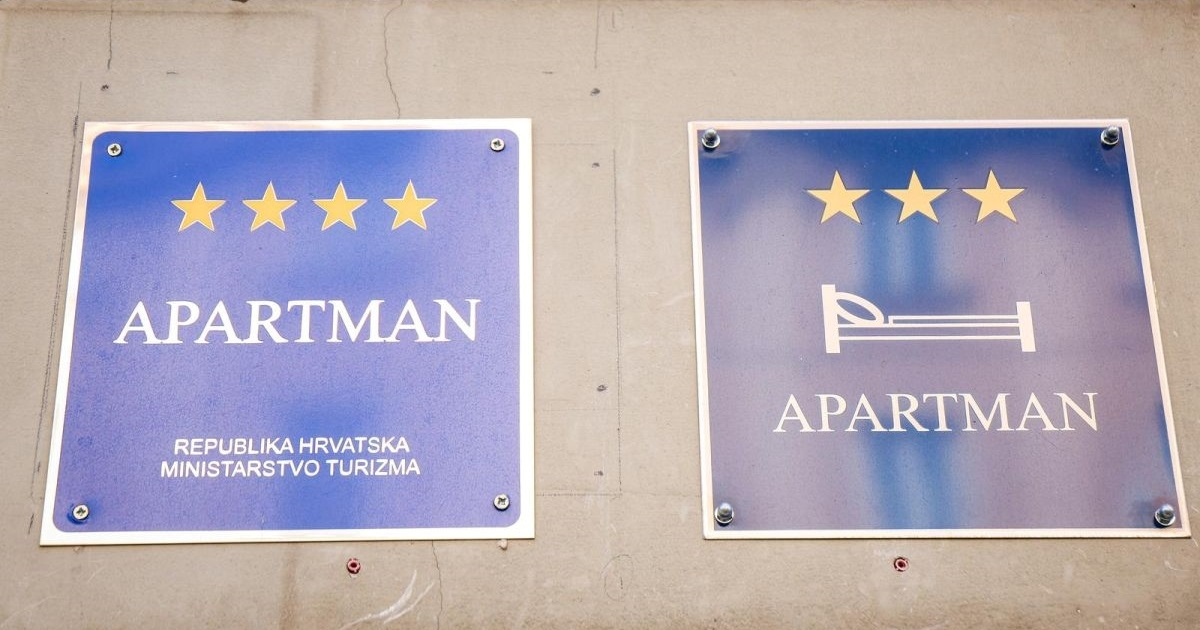 APARTMAN
REPUBLIKA HRVATSKA
MINISTARSTVO TURIZMA
APARTMAN